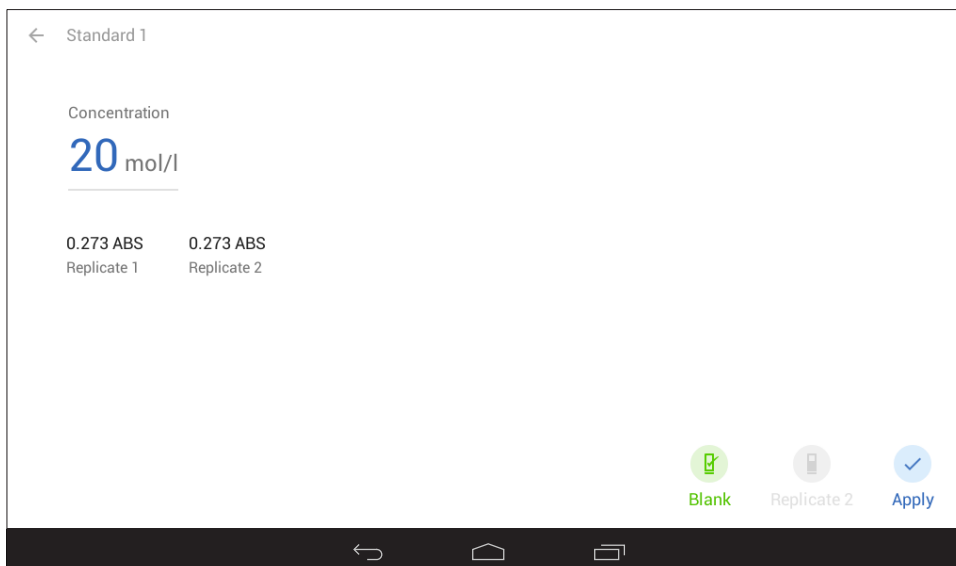 Standard 1
Concentration
20 mol/l
0.273 ABS 0.273 ABS
Replicate 1 Replicate 2
Blank Replicate 2 Apply